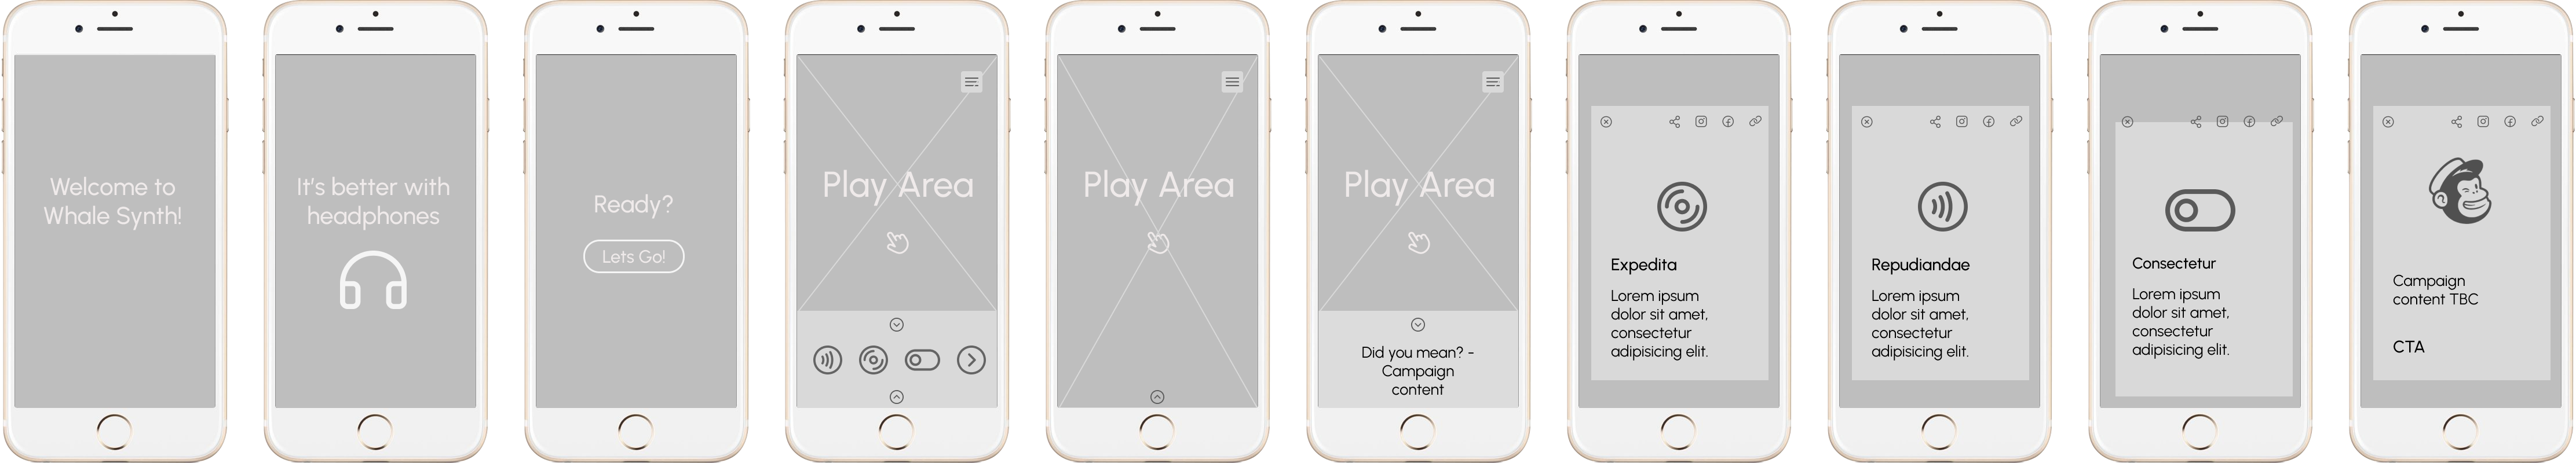 Welcome to
Whale Synth!
It's better with
headphones
Ready?
Lets Go!
Play Area
Play Area
Play Area
Did you mean? -
Campaign
content
Expedita
Lorem ipsum
dolor sit amet,
consectetur
adipisicing elit.
Repudiandae
Lorem ipsum
dolor sit amet,
consectetur
adipisicing elit.
Consectetur
Lorem ipsum
dolor sit amet,
consectetur
adipisicing elit.
Campaign
content TBC
CTA